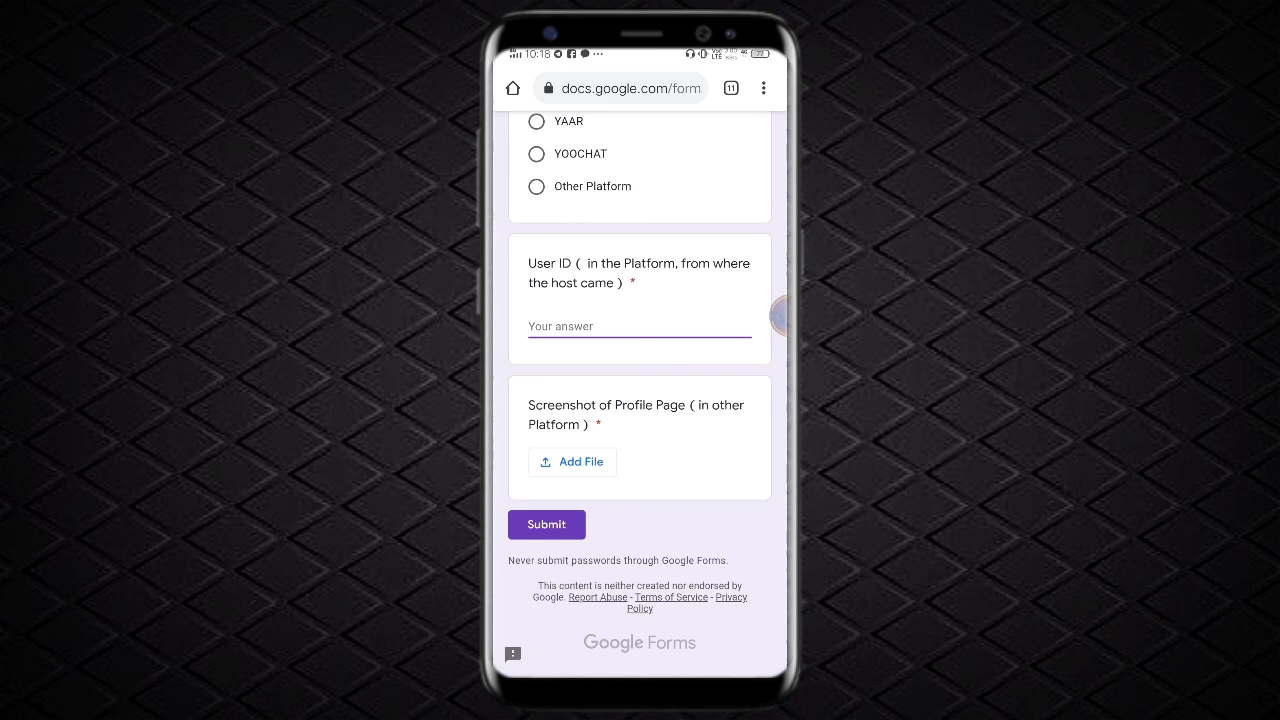 10:18
docs.google.com/form
11
YAAR
YOOCHAT
Other Platform
User ID ( in the Platform, from where
the host came ) *
Your answer
Screenshot of Profile Page ( in other
Platform ) *
Add File
Submit
Never submit passwords through Google Forms.
This content is neither created nor endorsed by
Google. Report Abuse - Terms of Service - Privacy
Policy
Google Forms